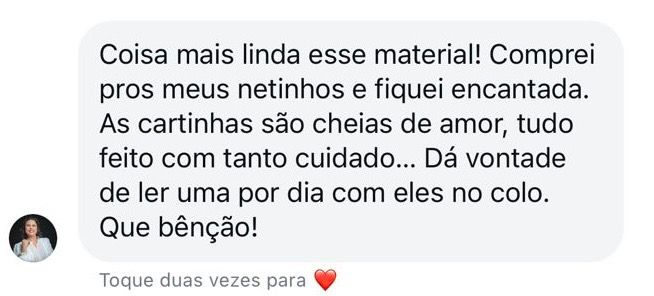 Coisa mais linda esse material! Comprei
pros meus netinhos e fiquei encantada.
As cartinhas são cheias de amor, tudo
feito com tanto cuidado... Dá vontade
de ler uma por dia com eles no colo.
Que bênção!
Toque duas vezes para ❤️